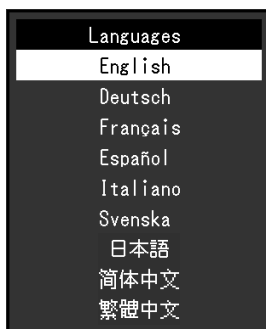 Languages
English
Deutsch
Français
Español
Italiano
Svenska
日本語
简体中文
繁體中文